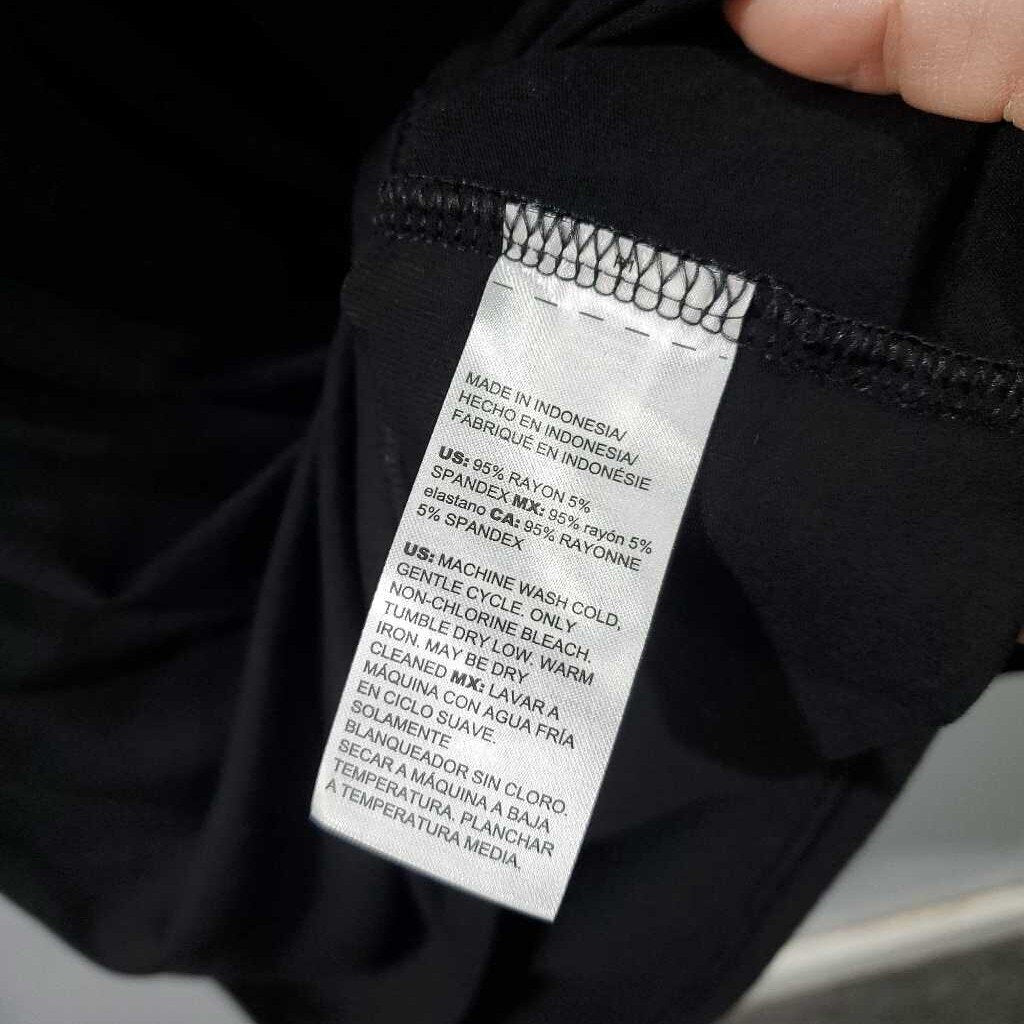 MADE IN INDONESIA/
HECHO EN INDONESIA/
FABRIQUÉ EN INDONÉSIE
US: 95% RAYON 5%
SPANDEX MX: 95% rayón 5%
elastano CA: 95% RAYONNE
5% SPANDEX
US: MACHINE WASH COLD,
GENTLE CYCLE. ONLY
NON-CHLORINE BLEACH,
TUMBLE DRY LOW. WARM
IRON. MAY BE DRY
CLEANED MX: LAVAR A
MÁQUINA CON AGUA FRÍA
EN CICLO SUAVE.
SOLAMENTE
BLANQUEADOR SIN CLORO.
SECAR A MÁQUINA A BAJA
TEMPERATURA. PLANCHAR
A TEMPERATURA MEDIA.